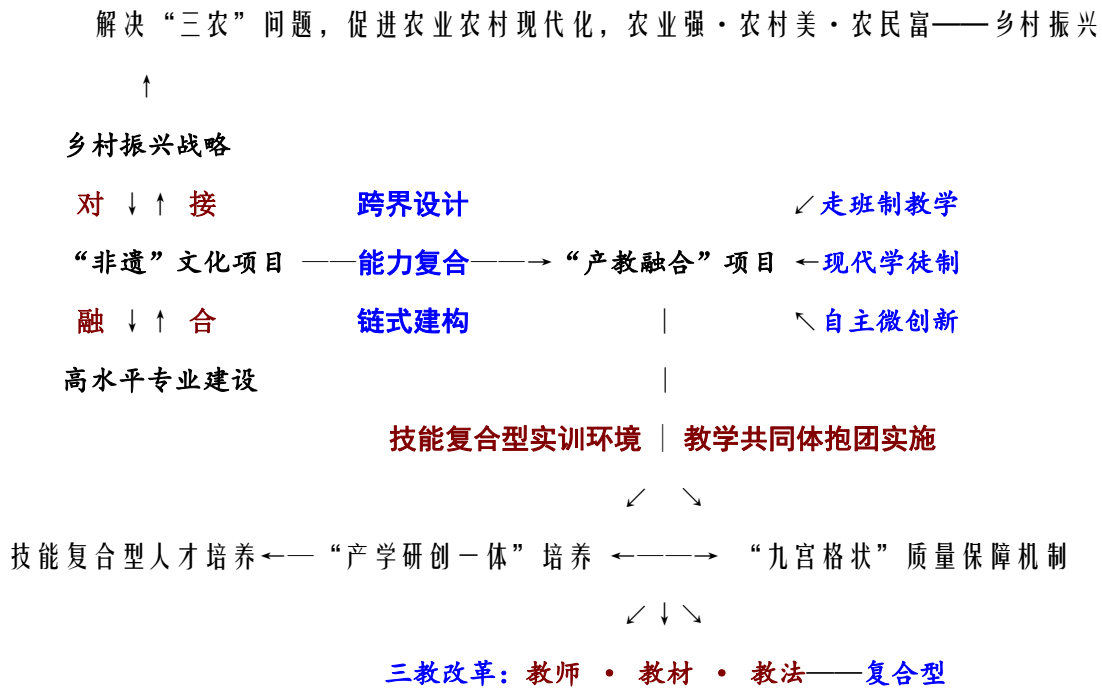 解决“三农”问题，促进农业农村现代化，农业强·农村美·农民富——乡村振兴
↑
乡村振兴战略
对 ↓↑ 接 跨界设计 ↙走班制教学
“非遗”文化项目 ——能力复合——→“产教融合”项目 ←现代学徒制
融 ↓↑ 合 链式建构 ｜ ↖自主微创新
高水平专业建设 ｜
技能复合型实训环境｜教学共同体抱团实施
↙ ↘
技能复合型人才培养←—“产学研创一体”培养 ←——→ “九宫格状”质量保障机制
↙↓↘
三教改革：教师 · 教材 · 教法——复合型